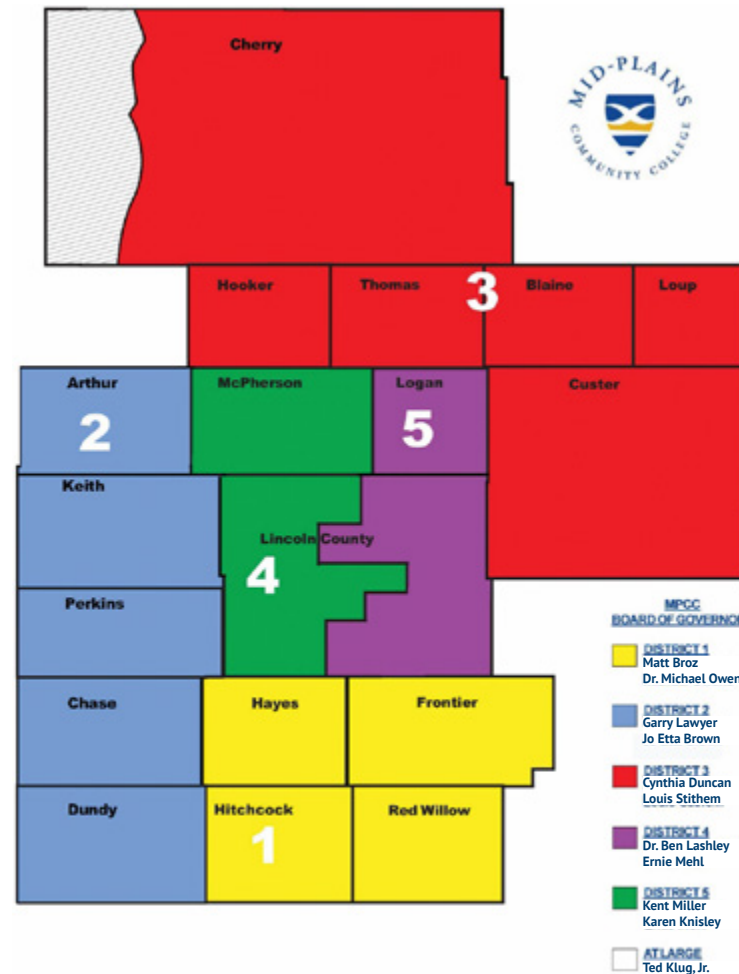 Cherry
MID-PLAINS
COMMUNITY COLLEGE
Hooker
Thomas
3
Blaine
Loup
Arthur
McPherson
Logan
Custer
2
5
Keith
Lincoln County
4
Perkins
MPCC
BOARD OF GOVERNO
DISTRICT 1
Matt Broz
Dr. Michael Owen
Chase
Hayes
Frontier
DISTRICT 2
Garry Lawyer
Jo Etta Brown
DISTRICT 3
Cynthia Duncan
Louis Stithem
Dundy
Hitchcock
Red Willow
1
DISTRICT 4
Dr. Ben Lashley
Ernie Mehl
DISTRICT 5
Kent Miller
Karen Knisley
AT LARGE
Ted Klug, Jr.